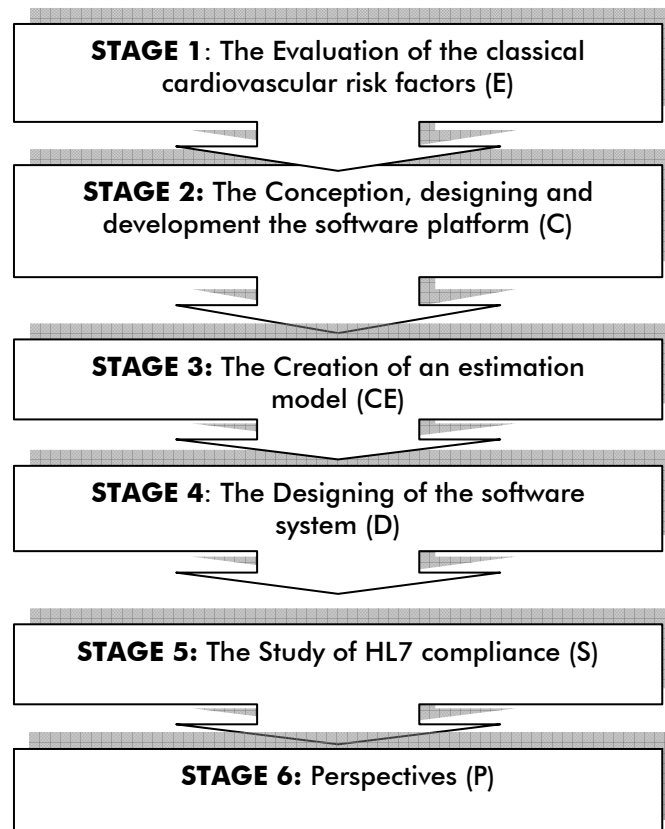 STAGE 1: The Evaluation of the classical
cardiovascular risk factors (E)
STAGE 2: The Conception, designing and
development the software platform (C)
STAGE 3: The Creation of an estimation
model (CE)
STAGE 4: The Designing of the software
system (D)
STAGE 5: The Study of HL7 compliance (S)
STAGE 6: Perspectives (P)